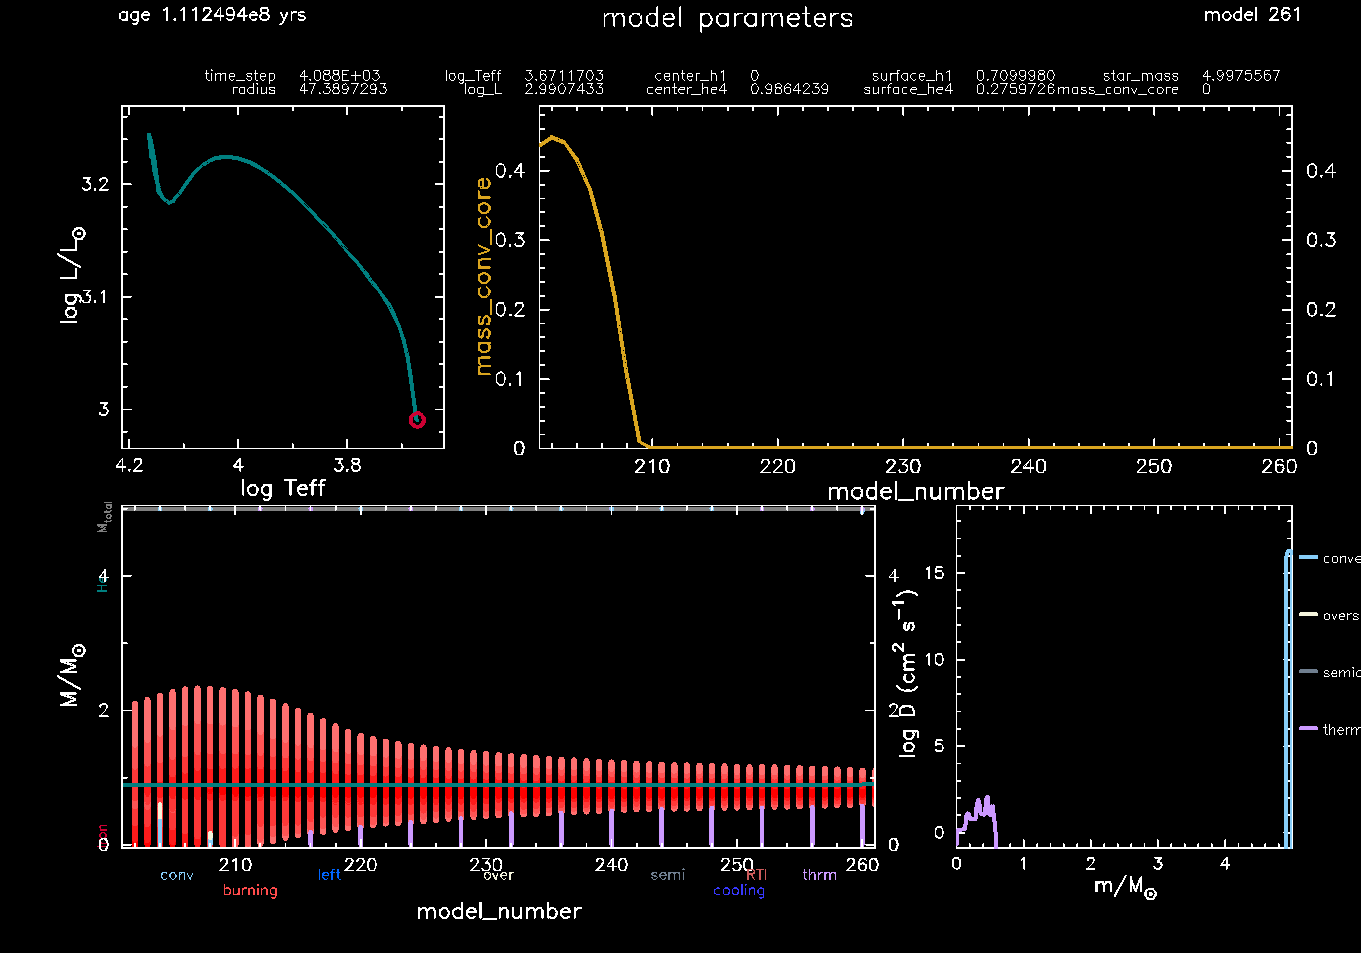 age 1.112494e8 yrs model parameters model 261
time_step 4.088E+03 log_Teff 3.6711703 center_h1 0 surface_h1 0.7099980 star_mass 4.9975567
radius 47.3897293 log_L 2.9907433 center_he4 0.9864239 surface_he4 0.2759726 mass_conv_core 0
log L/L⊙
3.2
3.1
3
4.2 4 3.8
log Teff
mass_conv_core
0.4 0.4
0.3 0.3
0.2 0.2
0.1 0.1
0 0
210 220 230 240 250 260
model_number
M/M⊙
Mtotal
He
4 4
2 2
0 0
210 220 230 240 250 260
conv left over semi RTI thrm
burning cooling
model_number
log D (cm² s⁻¹)
15
10
5
0
0 1 2 3 4
m/M⊙
conve
overs
semic
therm